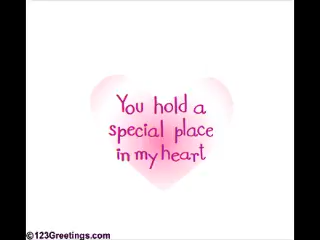 You hold a
special place
in my heart
©123Greetings.com